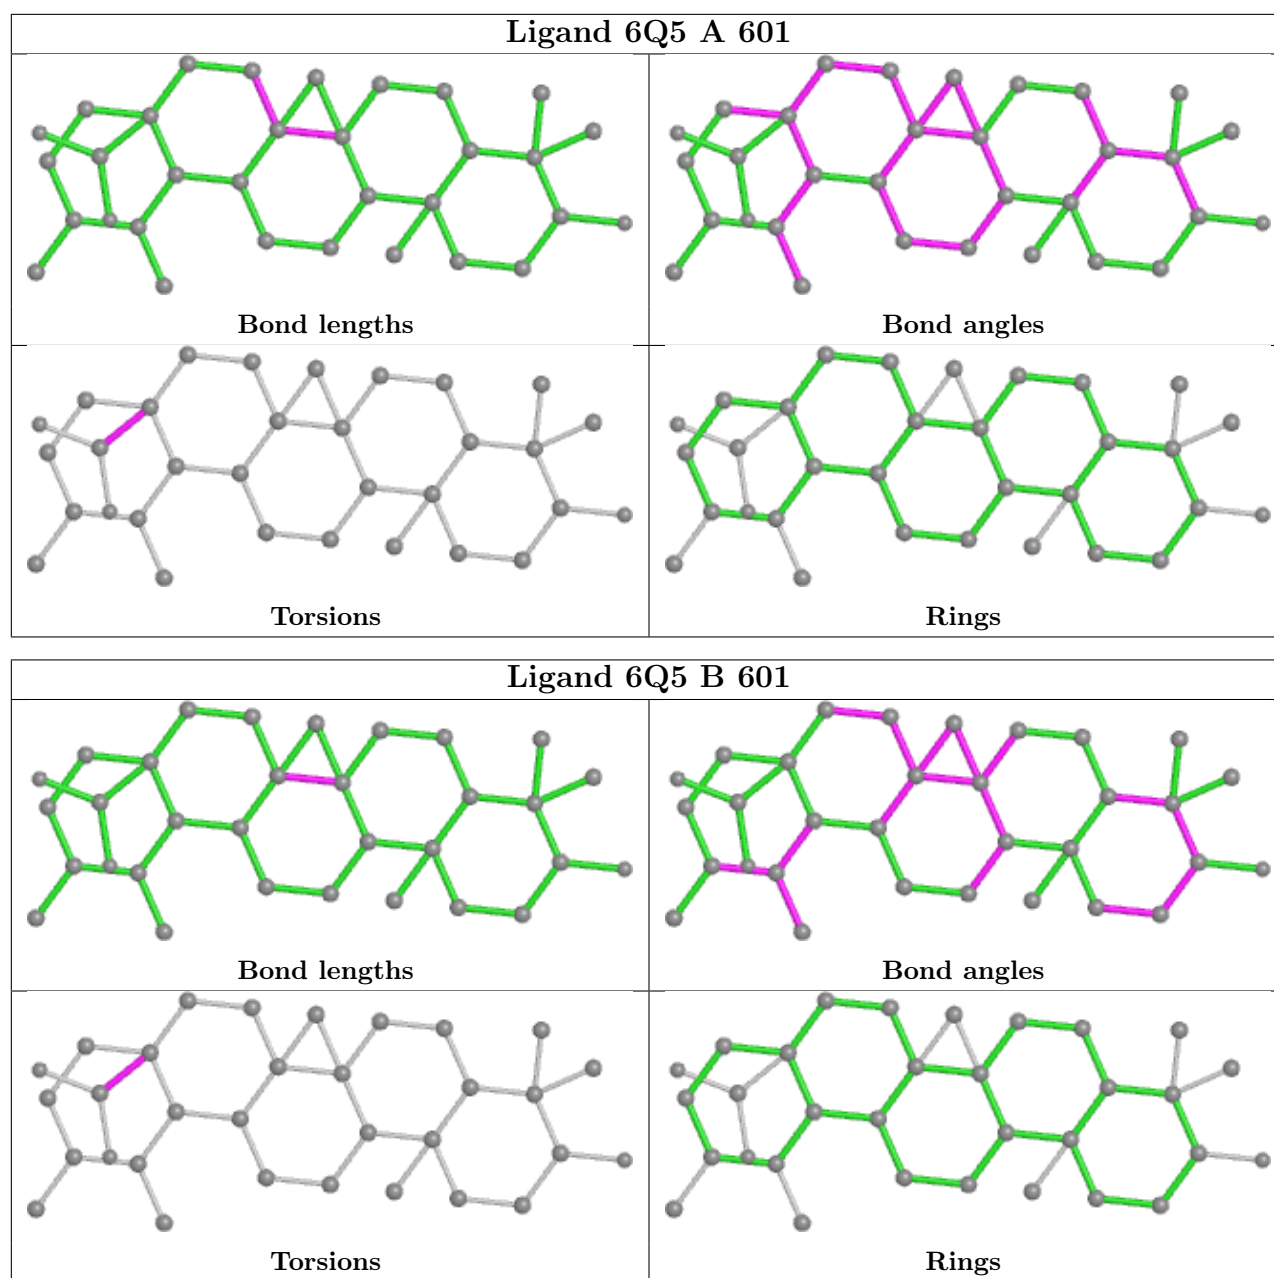 Ligand 6Q5 A 601
Bond lengths
Bond angles
Torsions
Rings
Ligand 6Q5 B 601
Bond lengths
Bond angles
Torsions
Rings